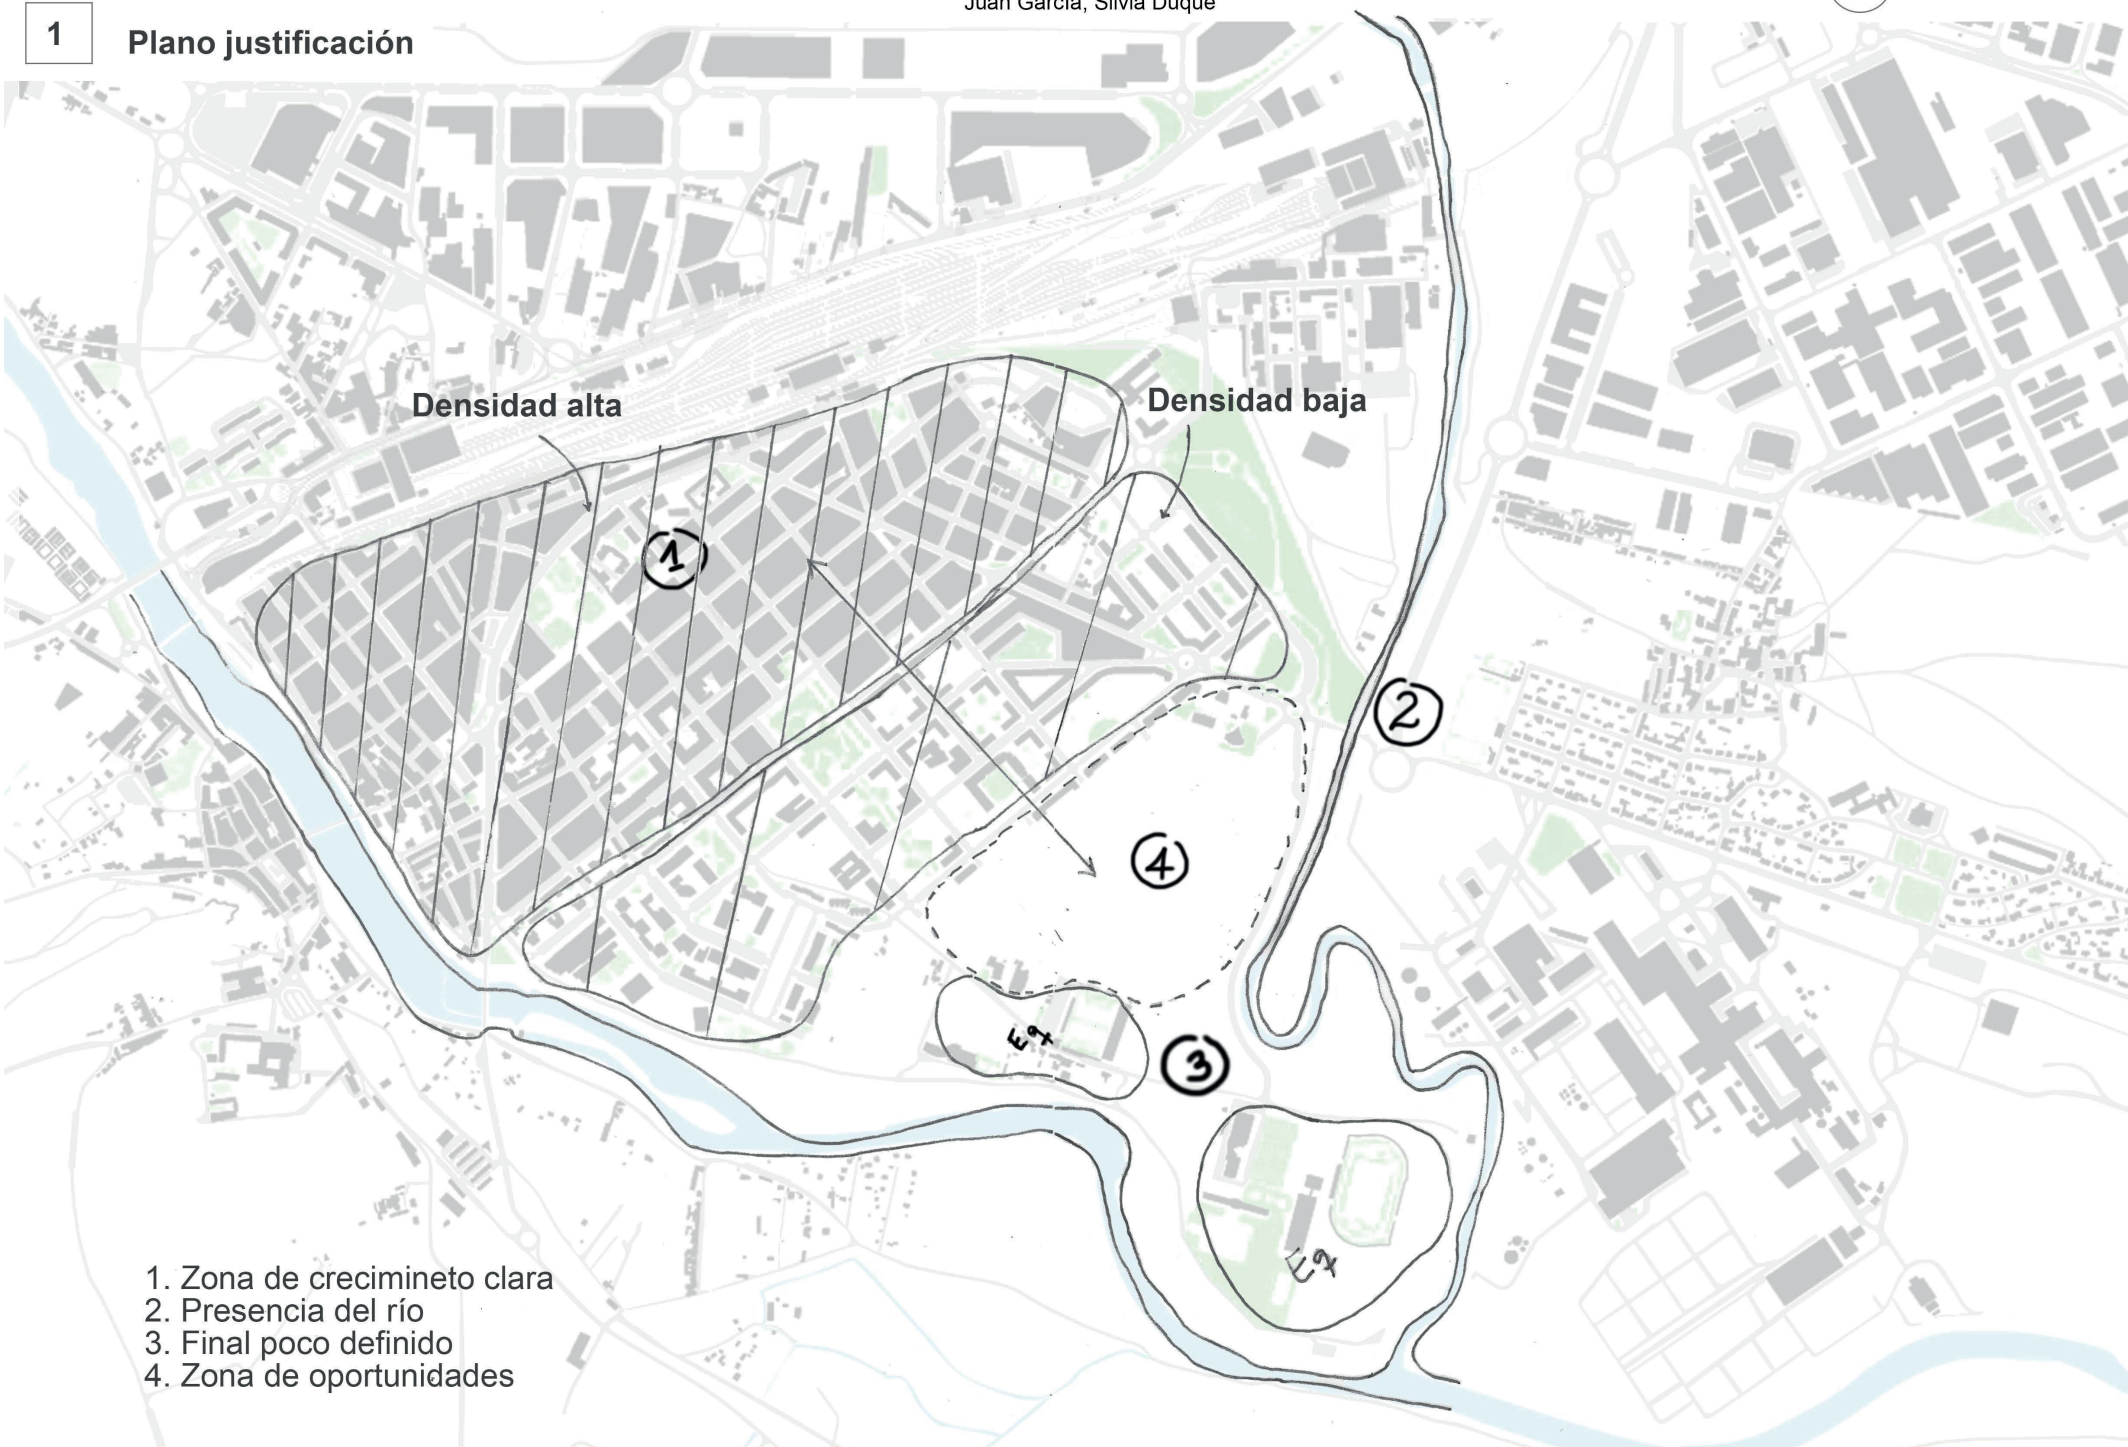 Juan García, Silvia Duque
1
Plano justificación
Densidad alta
Densidad baja
1
2
4
3
Eq
Eq
1. Zona de crecimineto clara
2. Presencia del río
3. Final poco definido
4. Zona de oportunidades